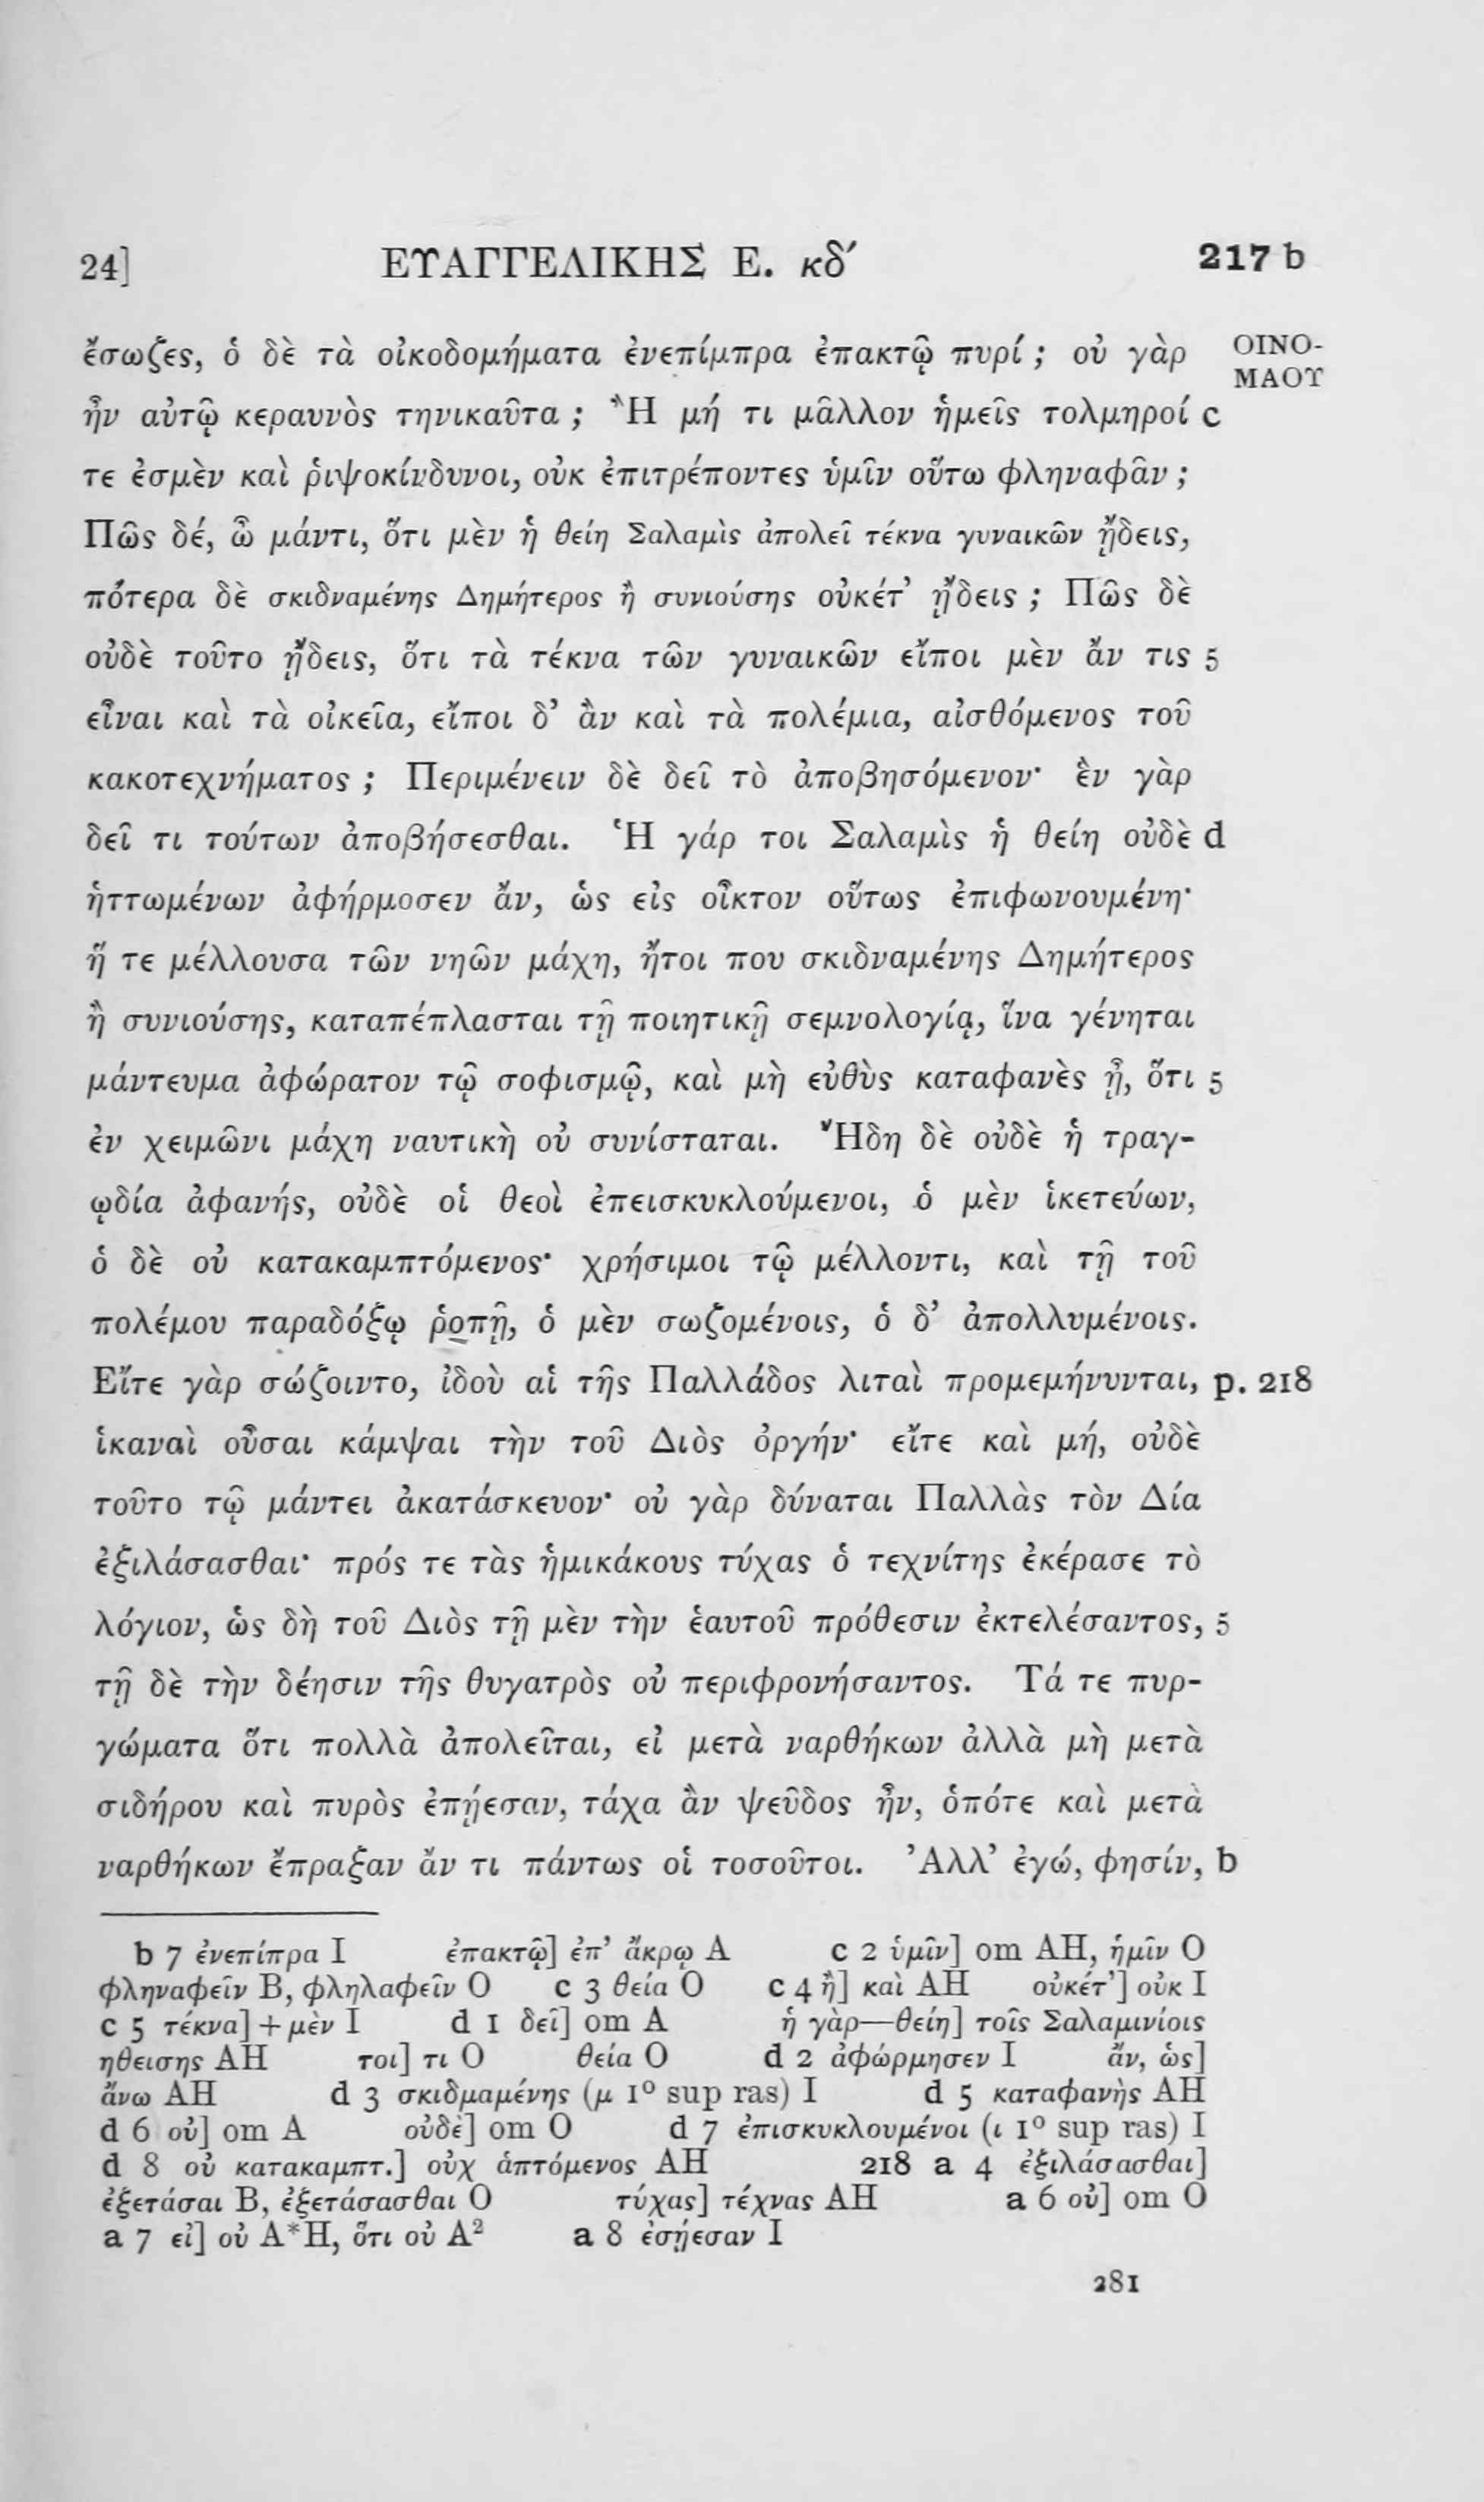 24] ΕΥΑΓΓΕΛΙΚΗΣ Ε. κδ′ 217 b
ἔσωζες, ὁ δὲ τὰ οἰκοδομήματα ἐνεπίμπρα ἐπακτῷ πυρί ; οὐ γὰρ ΟΙΝΟ-
ΜΑΟΥ
ἦν αὐτῷ κεραυνὸς τηνικαῦτα ; Ἢ μή τι μᾶλλον ἡμεῖς τολμηροί c
τε ἐσμὲν καὶ ῥιψοκίνδυνοι, οὐκ ἐπιτρέποντες ὑμῖν οὕτω φληναφᾶν ;
Πῶς δέ, ὦ μάντι, ὅτι μὲν ἡ θείη Σαλαμὶς ἀπολεῖ τέκνα γυναικῶν ᾔδεις,
πότερα δὲ σκιδναμένης Δημήτερος ἢ συνιούσης οὐκέτ’ ᾔδεις ; Πῶς δὲ
οὐδὲ τοῦτο ᾔδεις, ὅτι τὰ τέκνα τῶν γυναικῶν εἴποι μὲν ἄν τις 5
εἶναι καὶ τὰ οἰκεῖα, εἴποι δ’ ἂν καὶ τὰ πολέμια, αἰσθόμενος τοῦ
κακοτεχνήματος ; Περιμένειν δὲ δεῖ τὸ ἀποβησόμενον· ἓν γὰρ
δεῖ τι τούτων ἀποβήσεσθαι. Ἡ γάρ τοι Σαλαμὶς ἡ θείη οὐδὲ d
ἡττωμένων ἀφήρμοσεν ἄν, ὡς εἰς οἶκτον οὕτως ἐπιφωνουμένη·
ἥ τε μέλλουσα τῶν νηῶν μάχη, ἤτοι που σκιδναμένης Δημήτερος
ἢ συνιούσης, καταπέπλασται τῇ ποιητικῇ σεμνολογίᾳ, ἵνα γένηται
μάντευμα ἀφώρατον τῷ σοφισμῷ, καὶ μὴ εὐθὺς καταφανὲς ᾖ, ὅτι 5
ἐν χειμῶνι μάχη ναυτικὴ οὐ συνίσταται. Ἤδη δὲ οὐδὲ ἡ τραγ-
ῳδία ἀφανής, οὐδὲ οἱ θεοὶ ἐπεισκυκλούμενοι, ὁ μὲν ἱκετεύων,
ὁ δὲ οὐ κατακαμπτόμενος· χρήσιμοι τῷ μέλλοντι, καὶ τῇ τοῦ
πολέμου παραδόξῳ ῥοπῇ, ὁ μὲν σωζομένοις, ὁ δ’ ἀπολλυμένοις.
Εἴτε γὰρ σώζοιντο, ἰδοὺ αἱ τῆς Παλλάδος λιταὶ προμεμήνυνται, p. 218
ἱκαναὶ οὖσαι κάμψαι τὴν τοῦ Διὸς ὀργήν· εἴτε καὶ μή, οὐδὲ
τοῦτο τῷ μάντει ἀκατάσκευον· οὐ γὰρ δύναται Παλλὰς τὸν Δία
ἐξιλάσασθαι· πρός τε τὰς ἡμικάκους τύχας ὁ τεχνίτης ἐκέρασε τὸ
λόγιον, ὡς δὴ τοῦ Διὸς τῇ μὲν τὴν ἑαυτοῦ πρόθεσιν ἐκτελέσαντος, 5
τῇ δὲ τὴν δέησιν τῆς θυγατρὸς οὐ περιφρονήσαντος. Τά τε πυρ-
γώματα ὅτι πολλὰ ἀπολεῖται, εἰ μετὰ ναρθήκων ἀλλὰ μὴ μετὰ
σιδήρου καὶ πυρὸς ἐπῄεσαν, τάχα ἂν ψεῦδος ἦν, ὁπότε καὶ μετὰ
ναρθήκων ἔπραξαν ἄν τι πάντως οἱ τοσοῦτοι. Ἀλλ’ ἐγώ, φησίν, b
b 7 ἐνεπίπρα I ἐπακτῷ] ἐπ’ ἄκρῳ A c 2 ὑμῖν] om AH, ἡμῖν O
φληναφεῖν B, φληλαφεῖν O c 3 θεία O c 4 ἢ] καὶ AH οὐκέτ’] οὐκ I
c 5 τέκνα] + μὲν I d 1 δεῖ] om A ἡ γὰρ—θείη] τοῖς Σαλαμινίοις
ηθεισης AH τοι] τι O θεία O d 2 ἀφώρμησεν I ἄν, ὡς]
ἄνω AH d 3 σκιδμαμένης (μ 1º sup ras) I d 5 καταφανὴς AH
d 6 οὐ] om A οὐδὲ] om O d 7 ἐπισκυκλουμένοι (ι 1º sup ras) I
d 8 οὐ κατακαμπτ.] οὐχ ἁπτόμενος AH 218 a 4 ἐξιλάσασθαι]
ἐξετάσαι B, ἐξετάσασθαι O τύχας] τέχνας AH a 6 οὐ] om O
a 7 εἰ] οὐ A*H, ὅτι οὐ A² a 8 ἐσῄεσαν I
281